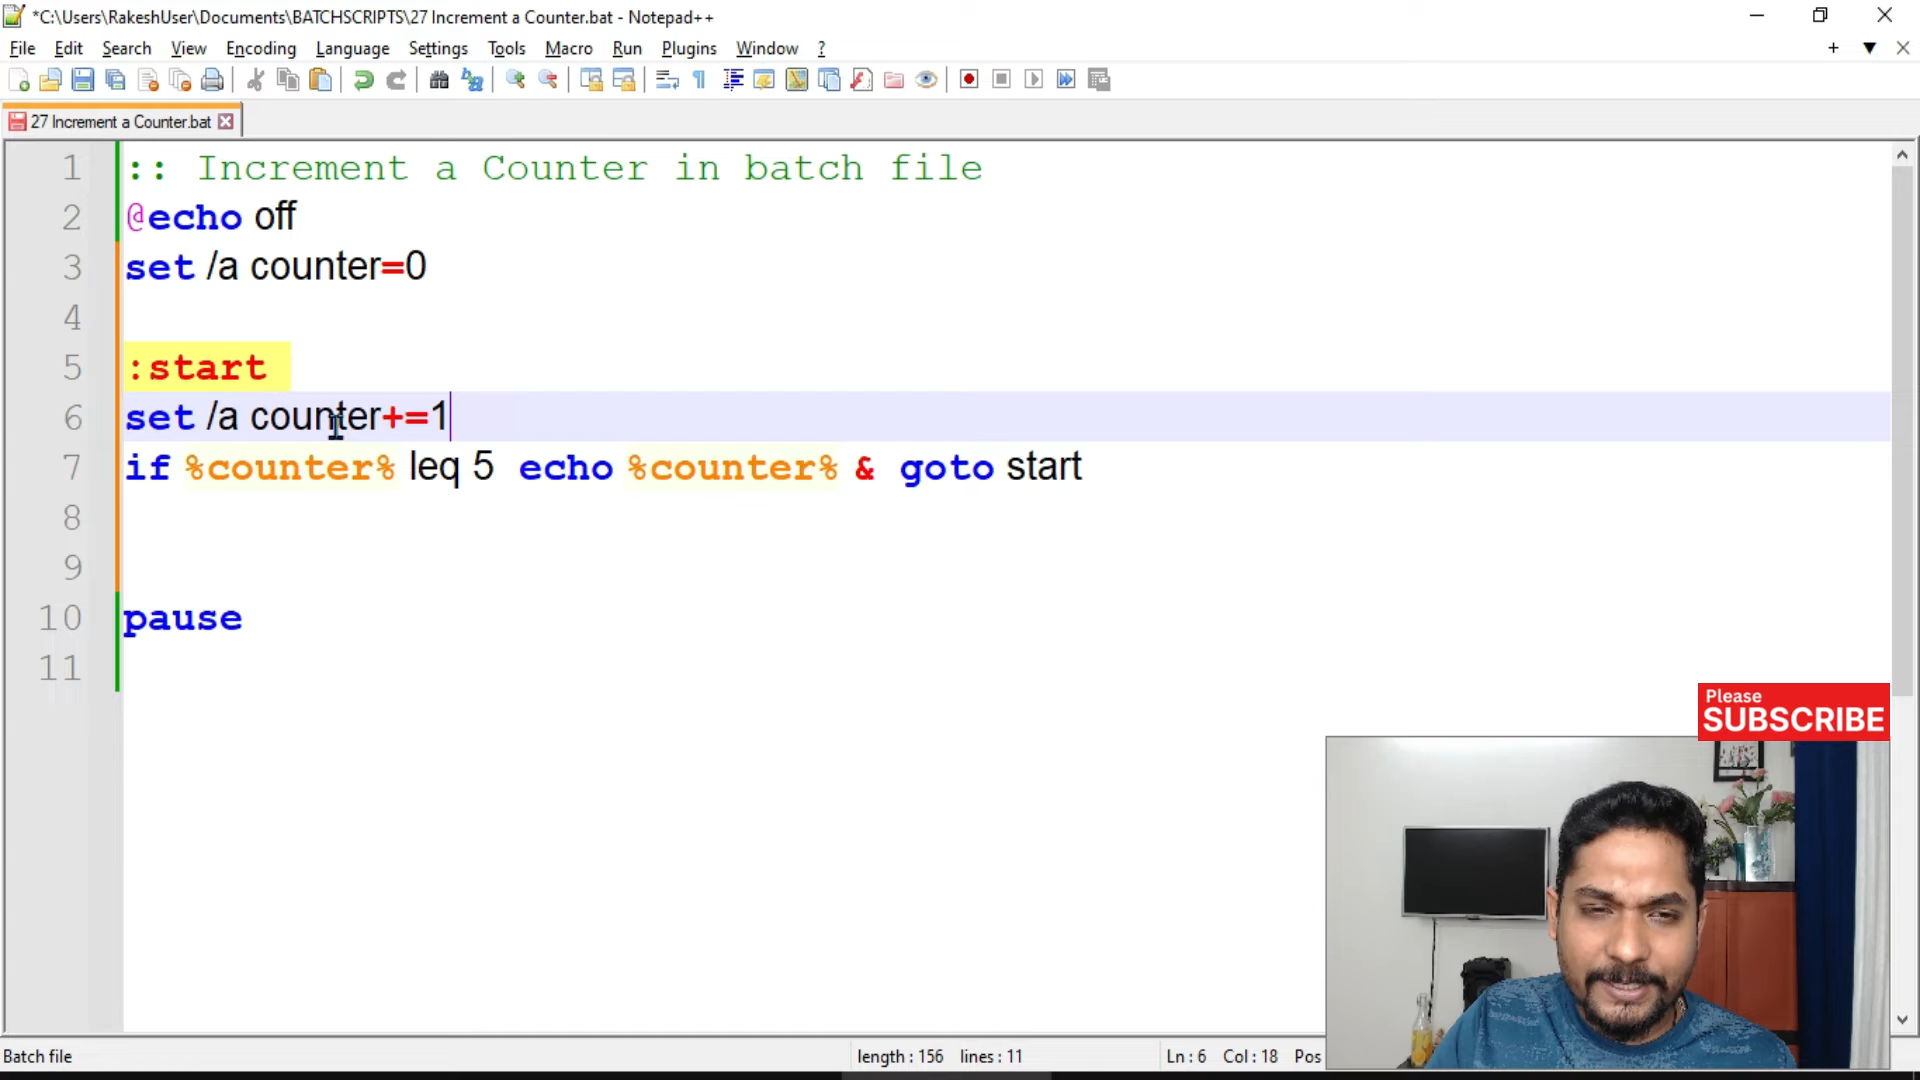 *C:\Users\RakeshUser\Documents\BATCHSCRIPTS\27 Increment a Counter.bat - Notepad++
File Edit Search View Encoding Language Settings Tools Macro Run Plugins Window ?
27 Increment a Counter.bat
1 :: Increment a Counter in batch file
2 @echo off
3 set /a counter=0
4
5 :start
6 set /a counter+=1
7 if %counter% leq 5  echo %counter% &  goto start
8
9
10 pause
11
Please
SUBSCRIBE
Batch file length : 156 lines : 11 Ln : 6 Col : 18 Pos